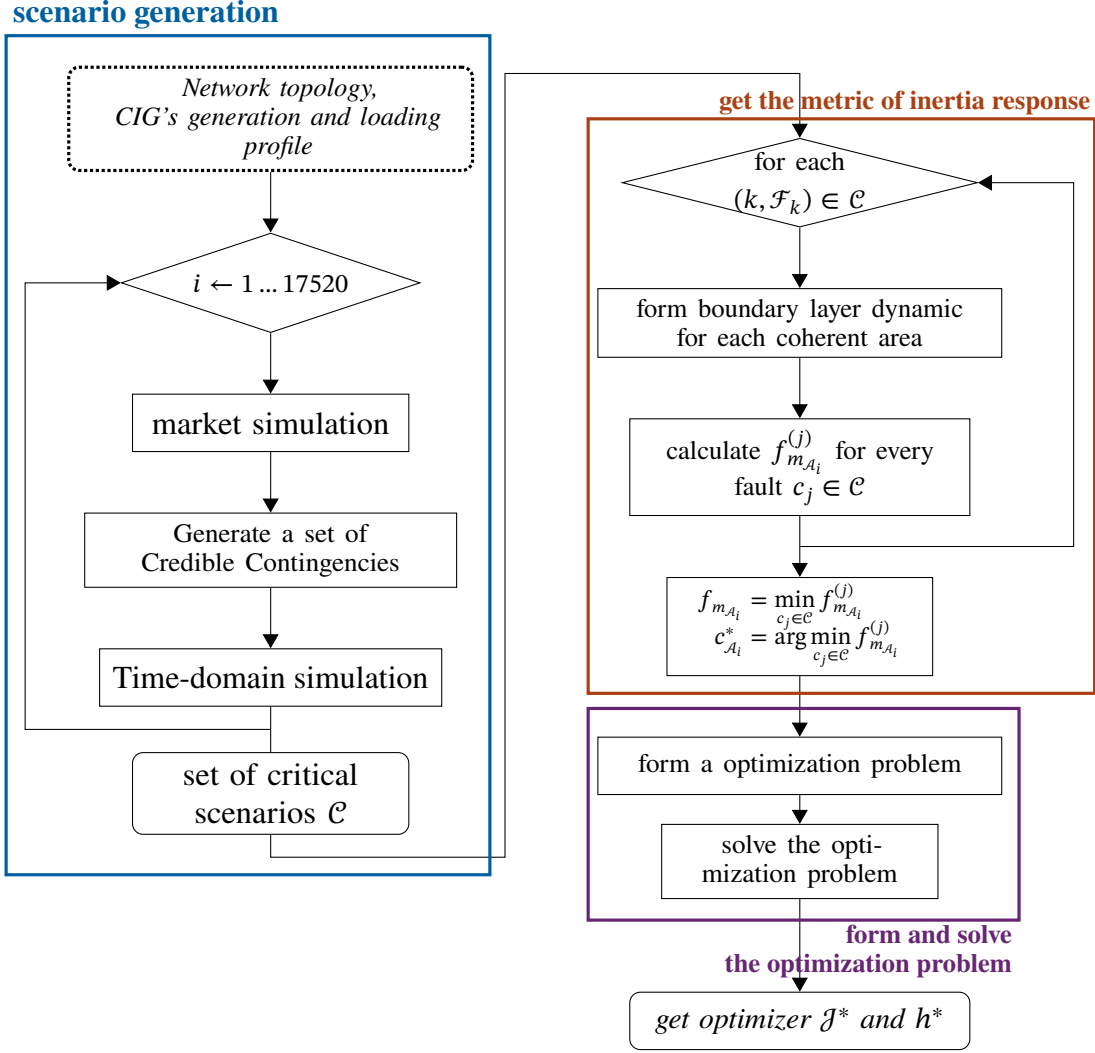 scenario generation
Network topology,
CIG's generation and loading
profile
i ← 1 ... 17520
market simulation
Generate a set of
Credible Contingencies
Time-domain simulation
set of critical
scenarios 𝒞
get the metric of inertia response
for each
(k, ℱ_k) ∈ 𝒞
form boundary layer dynamic
for each coherent area
calculate f_{m_{𝒜_i}}^{(j)} for every
fault c_j ∈ 𝒞
f_{m_{𝒜_i}} = min_{c_j∈𝒞} f_{m_{𝒜_i}}^{(j)}
c_{𝒜_i}^* = arg min_{c_j∈𝒞} f_{m_{𝒜_i}}^{(j)}
form a optimization problem
solve the opti-
mization problem
form and solve
the optimization problem
get optimizer 𝒥* and h*